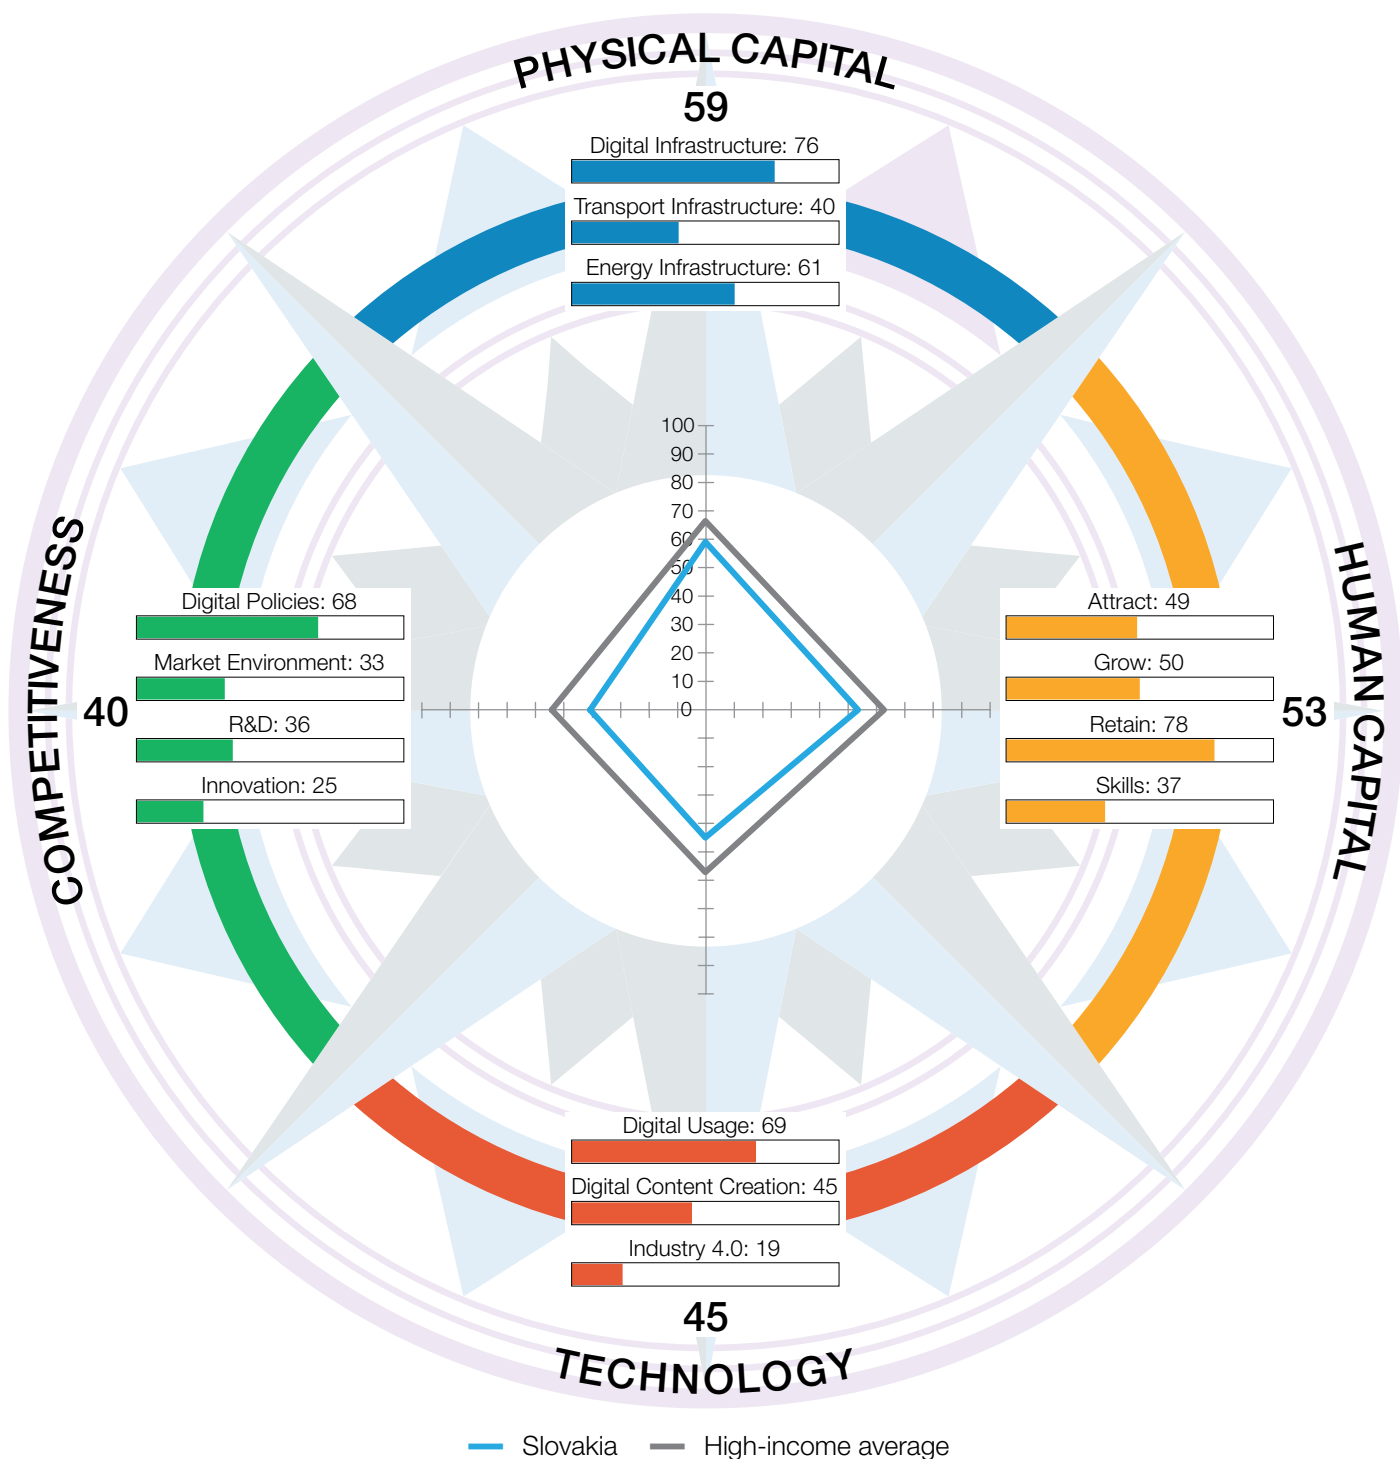 PHYSICAL CAPITAL
59
Digital Infrastructure: 76
Transport Infrastructure: 40
Energy Infrastructure: 61
100
90
80
70
60
50
40
30
20
10
0
COMPETITIVENESS
40
Digital Policies: 68
Market Environment: 33
R&D: 36
Innovation: 25
HUMAN CAPITAL
53
Attract: 49
Grow: 50
Retain: 78
Skills: 37
Digital Usage: 69
Digital Content Creation: 45
Industry 4.0: 19
45
TECHNOLOGY
Slovakia
High-income average